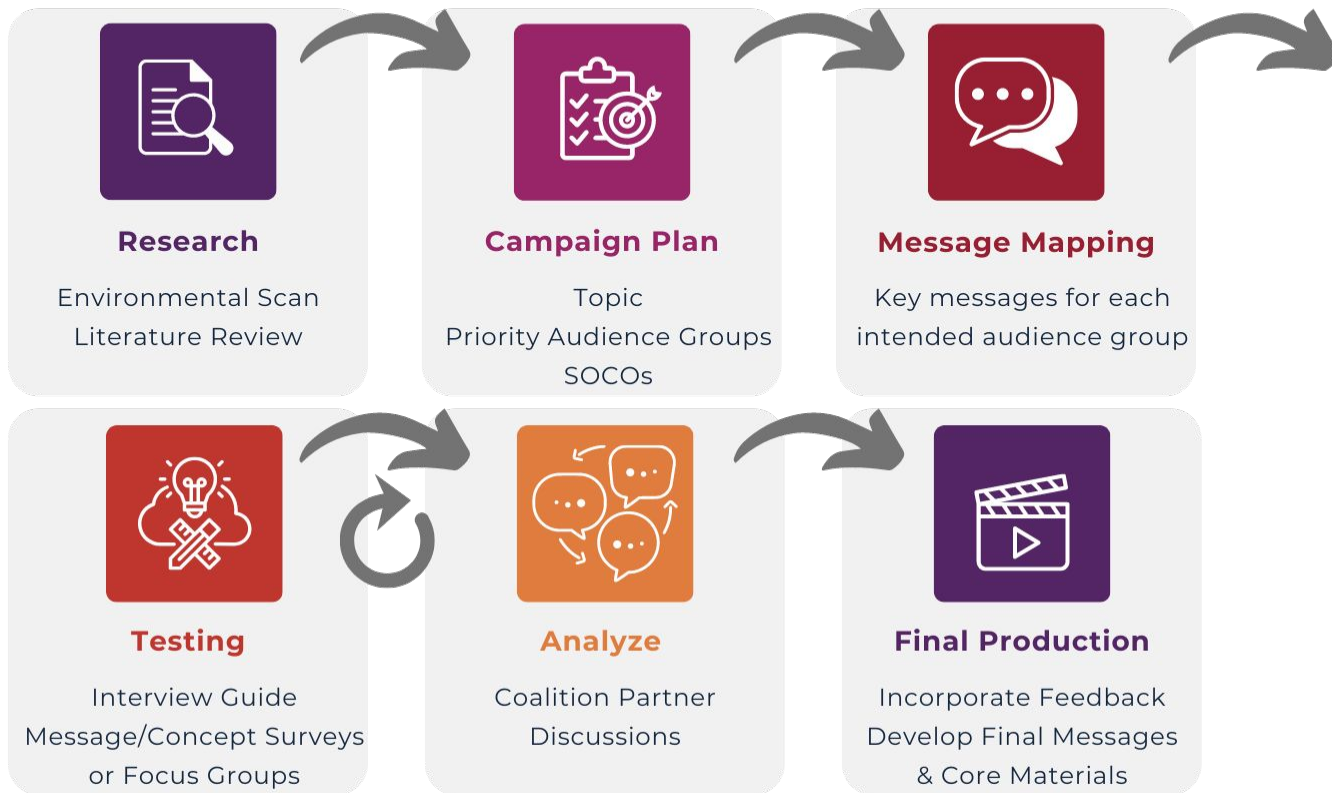 Research
Environmental Scan
Literature Review
Campaign Plan
Topic
Priority Audience Groups
SOCOs
Message Mapping
Key messages for each
intended audience group
Testing
Interview Guide
Message/Concept Surveys
or Focus Groups
Analyze
Coalition Partner
Discussions
Final Production
Incorporate Feedback
Develop Final Messages
& Core Materials